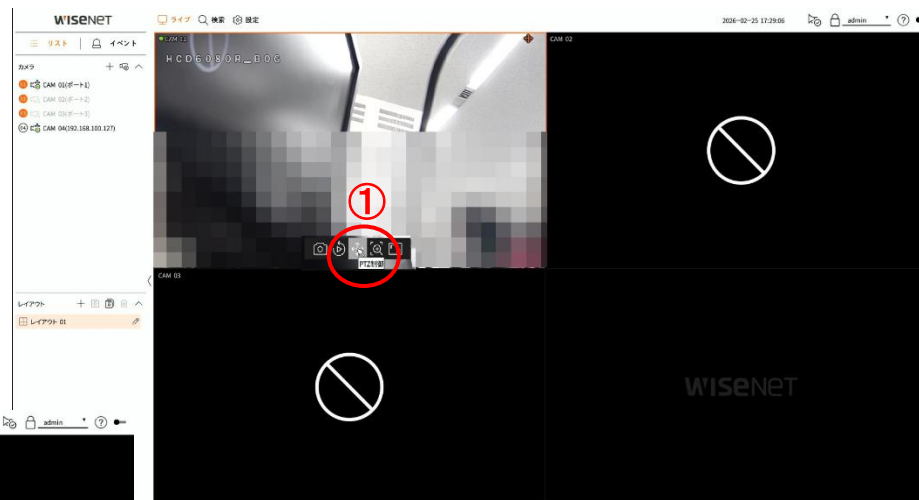 WISENET
ライブ 検索 設定
2026-02-25 17:29:06
admin
?
リスト
イベント
CAM 01
HCD6080R_BOG
CAM 02
カメラ
CAM 01(ポート1)
CAM 02(ポート2)
CAM 03(ポート3)
04 CAM 04(192.168.100.127)
①
PTZ制御
CAM 03
レイアウト
レイアウト 01
WISENET
admin
?